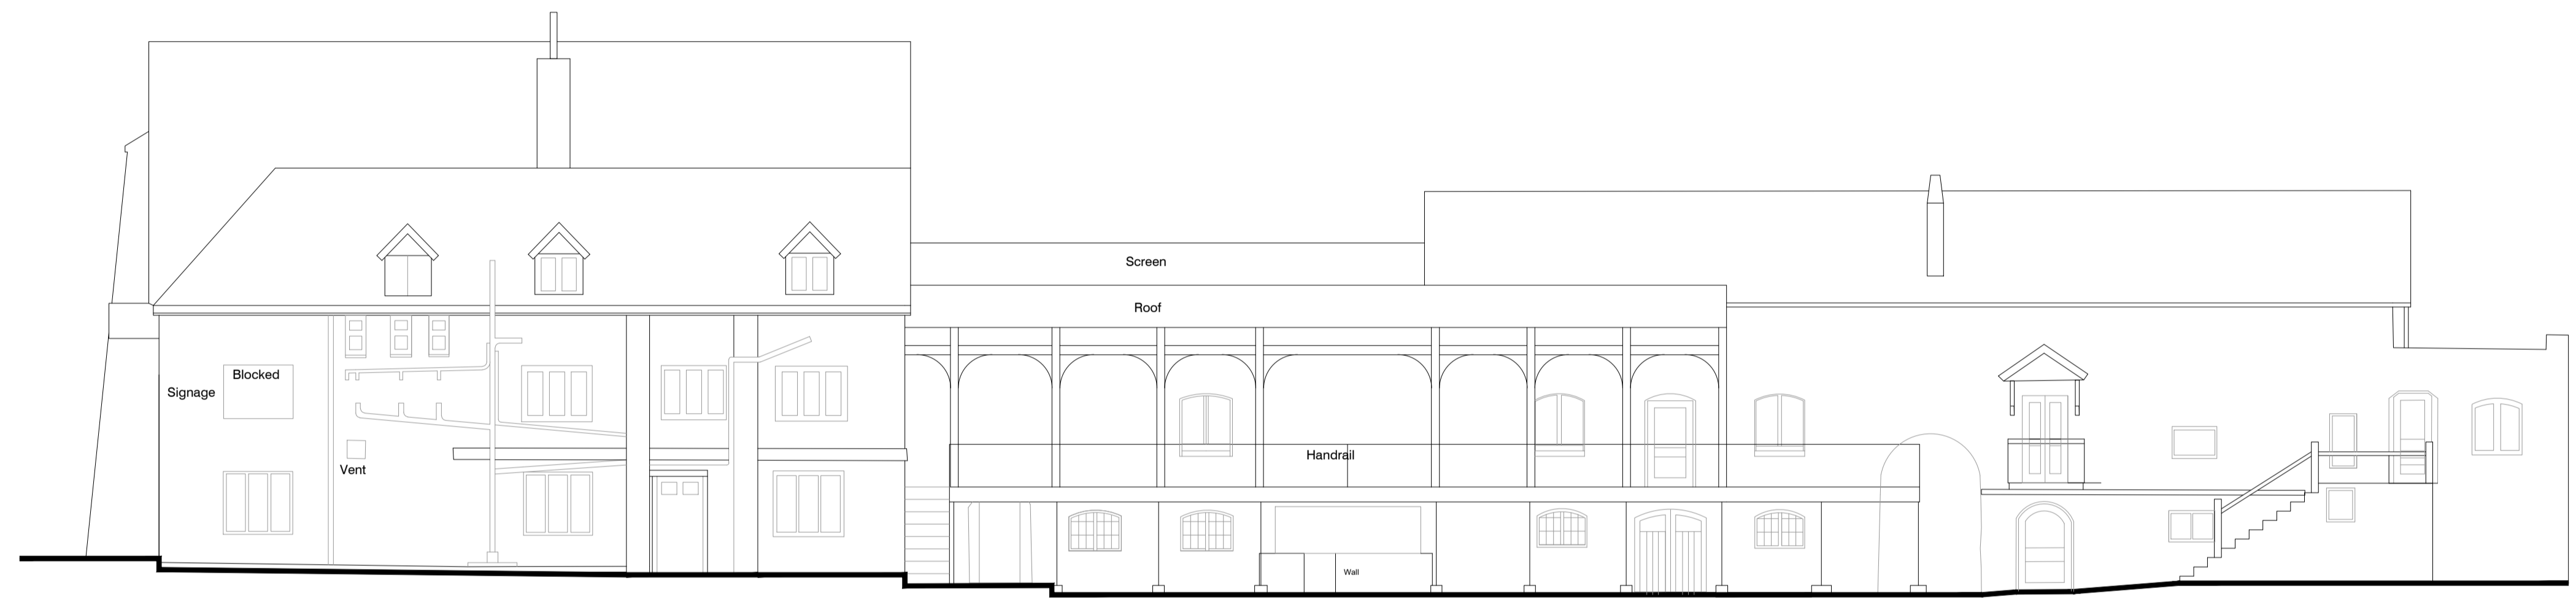 Screen
Roof
Blocked
Signage
Handrail
Vent
Wall